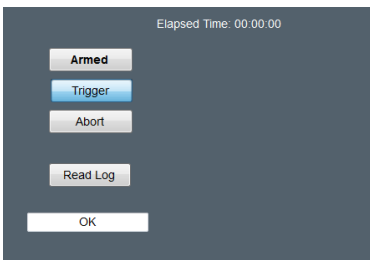 Elapsed Time: 00:00:00
Armed
Trigger
Abort
Read Log
OK